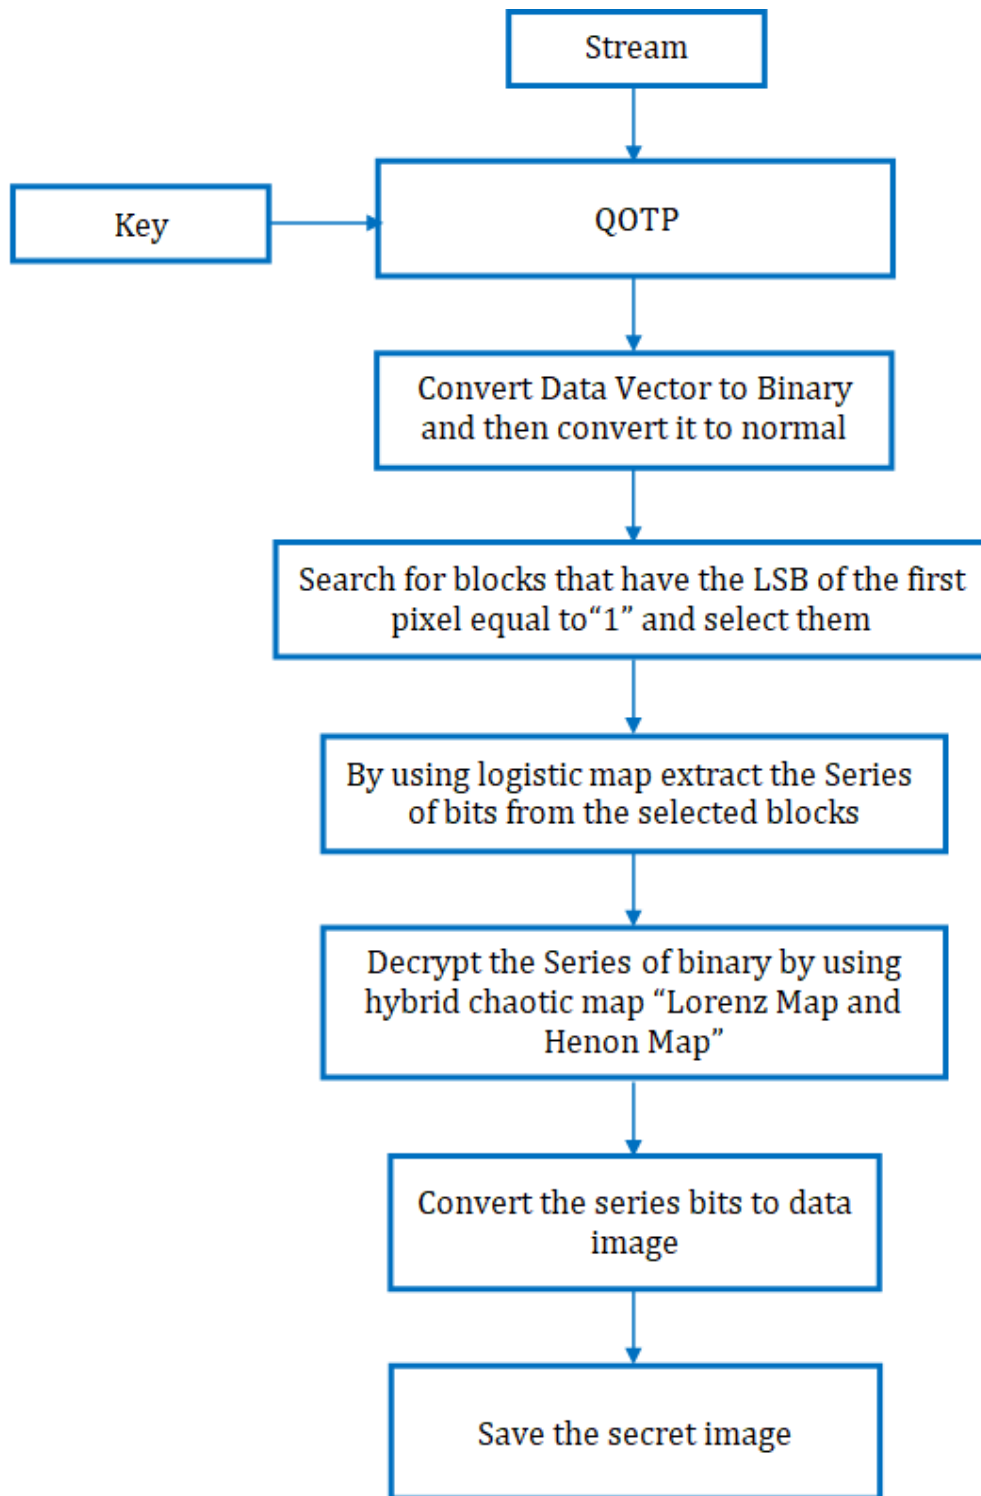 Stream
Key
QOTP
Convert Data Vector to Binary
and then convert it to normal
Search for blocks that have the LSB of the first
pixel equal to“1” and select them
By using logistic map extract the Series
of bits from the selected blocks
Decrypt the Series of binary by using
hybrid chaotic map “Lorenz Map and
Henon Map”
Convert the series bits to data
image
Save the secret image